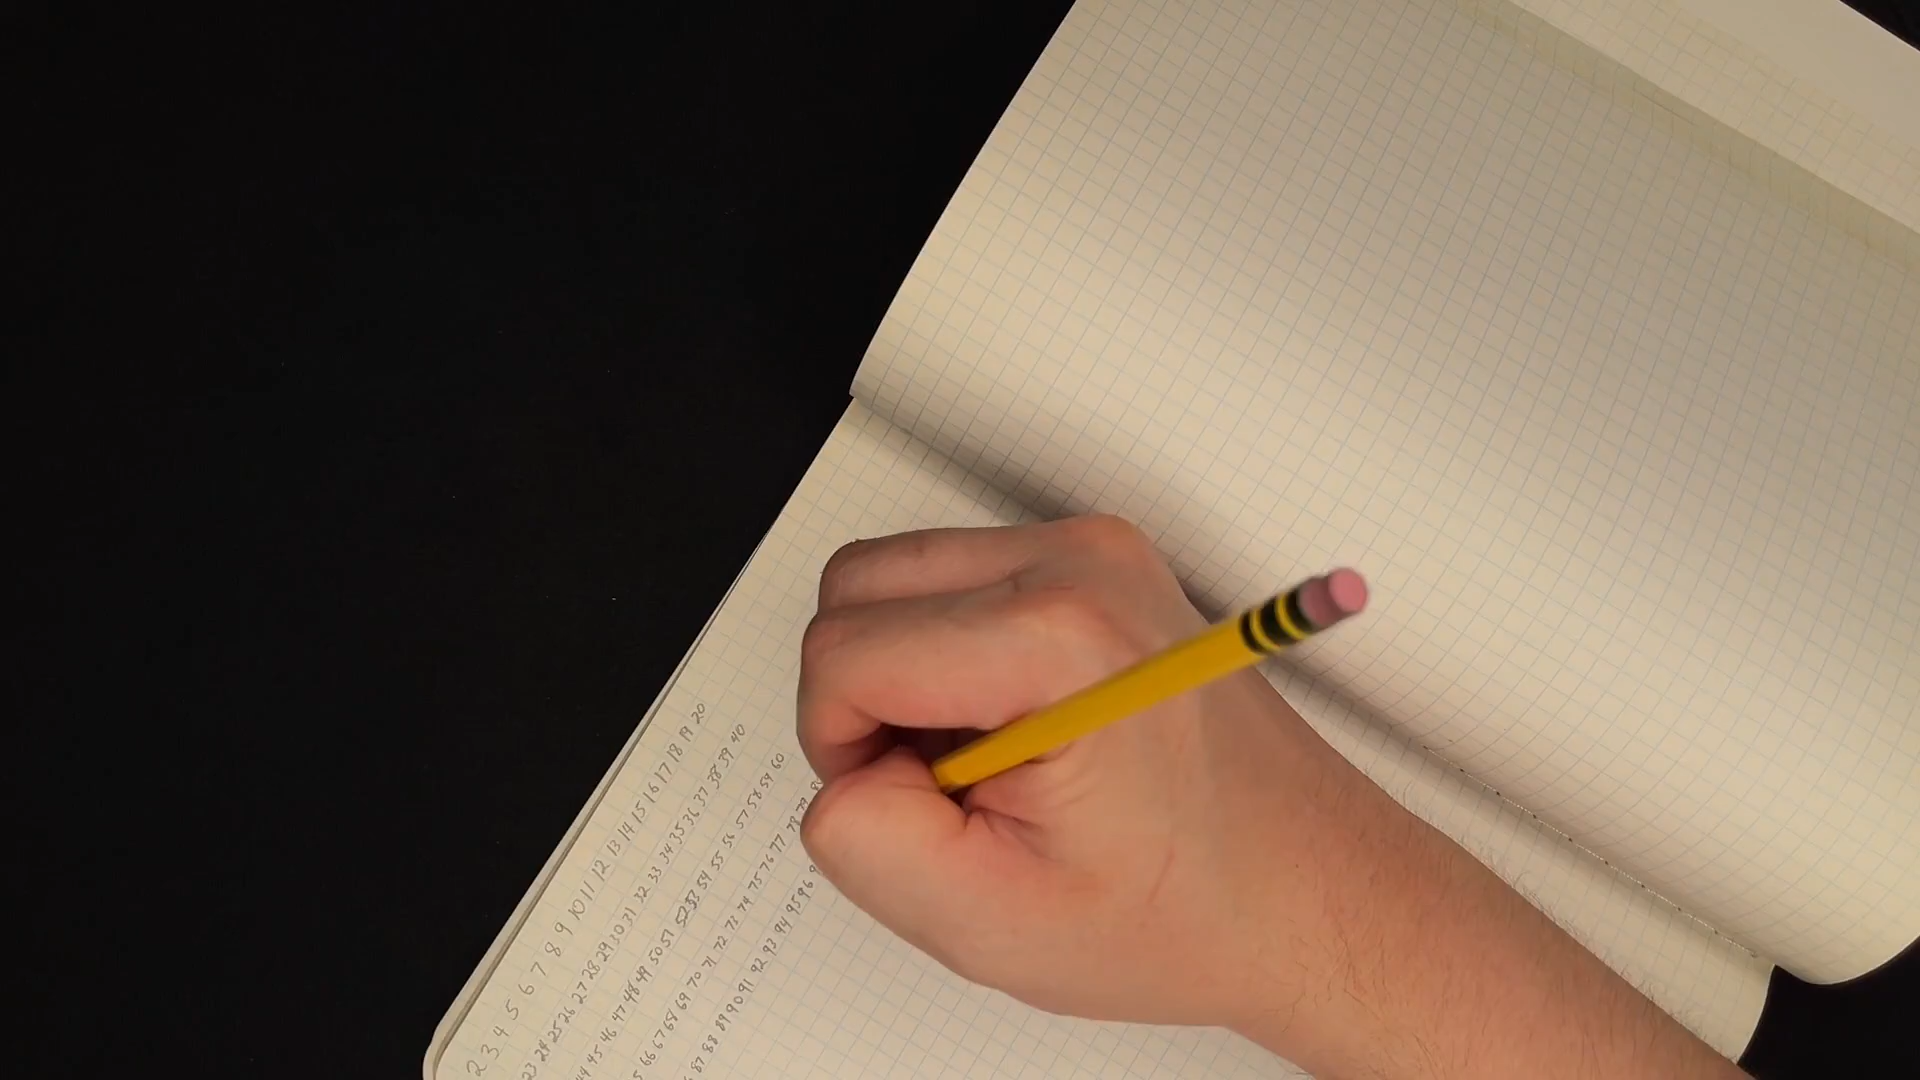 2 3 4 5 6 7 8 9 10 11 12 13 14 15 16 17 18 19 20
23 24 25 26 27 28 29 30 31 32 33 34 35 36 37 38 39 40
44 45 46 47 48 49 50 51 52 53 54 55 56 57 58 59 60
66 67 68 69 70 71 72 73 74 75 76 77 78 79
87 88 89 90 91 92 93 94 95 96